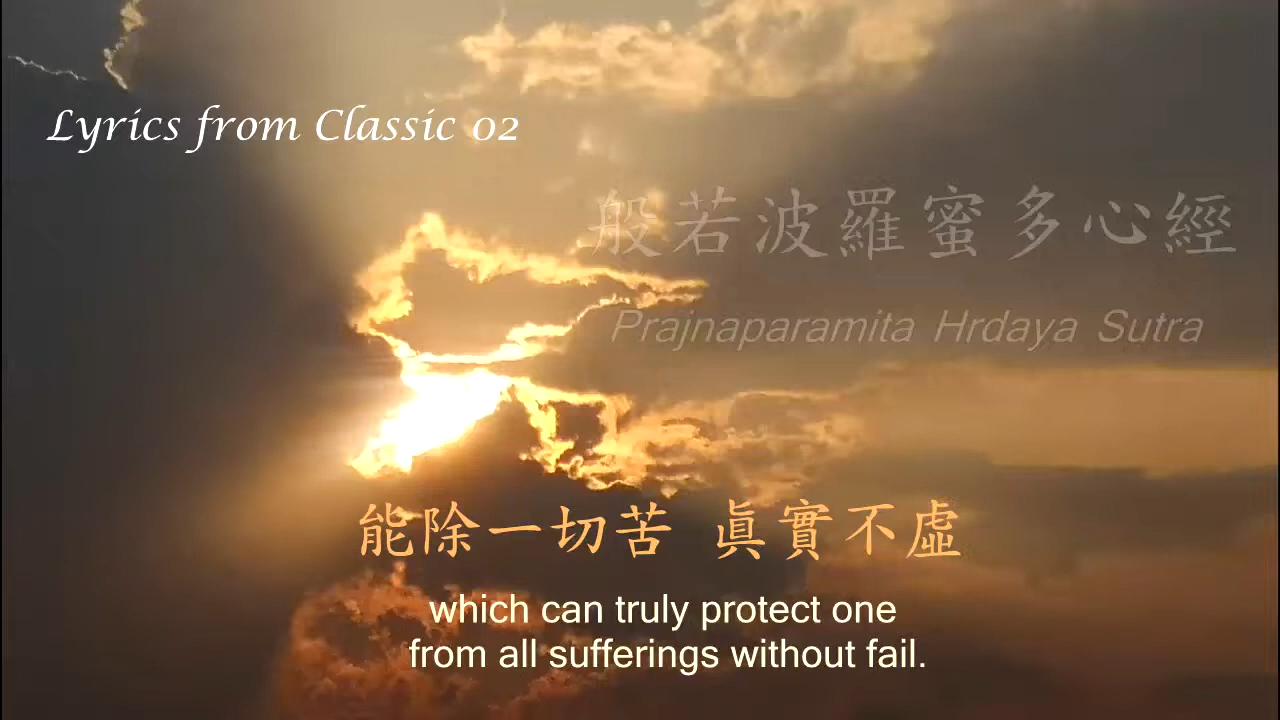 Lyrics from Classic 02
般若波羅蜜多心經
Prajnaparamita Hrdaya Sutra
能除一切苦 眞實不虛
which can truly protect one
from all sufferings without fail.